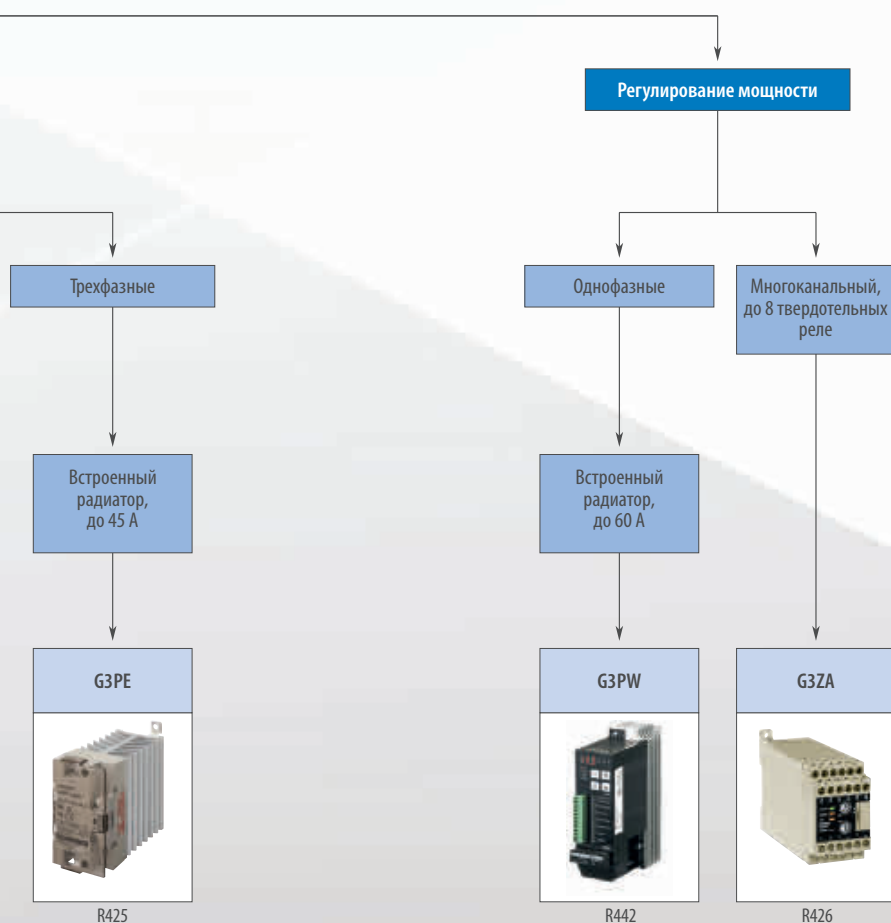 Регулирование мощности
Трехфазные
Однофазные
Многоканальный,
до 8 твердотельных
реле
Встроенный
радиатор,
до 45 А
Встроенный
радиатор,
до 60 А
G3PE
G3PW
G3ZA
R425
R442
R426